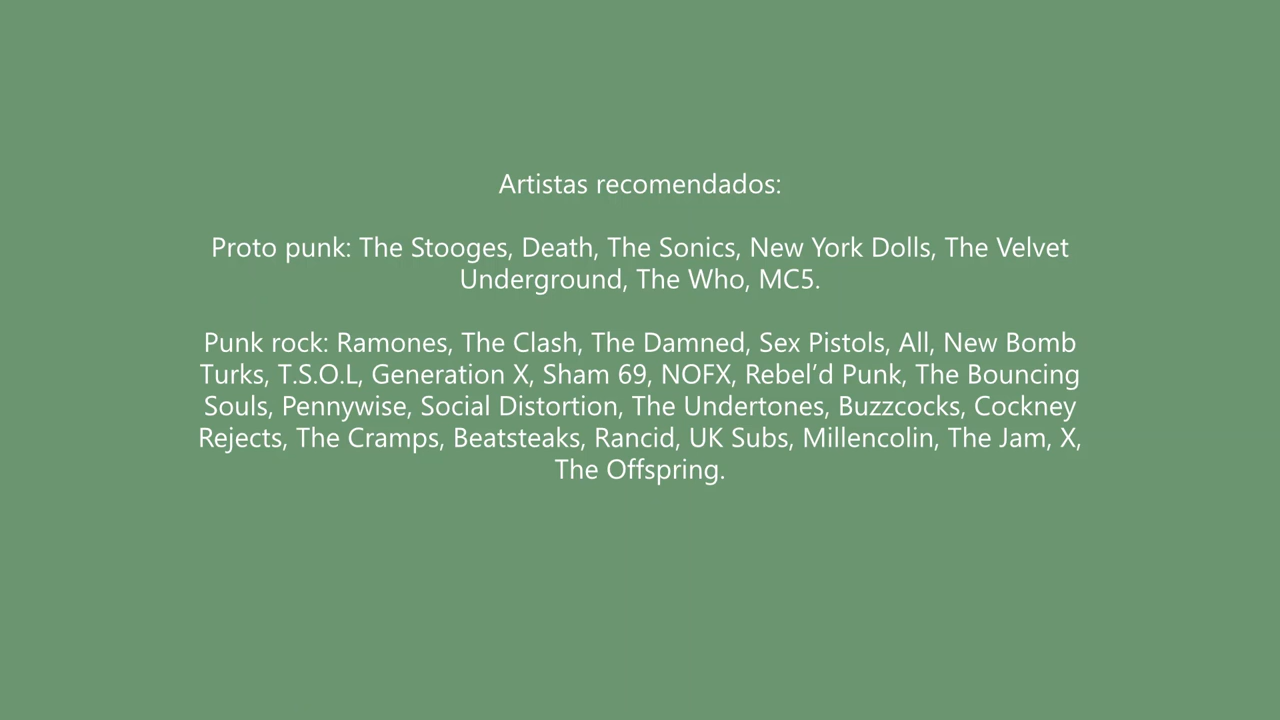 Artistas recomendados:
Proto punk: The Stooges, Death, The Sonics, New York Dolls, The Velvet
Underground, The Who, MC5.
Punk rock: Ramones, The Clash, The Damned, Sex Pistols, All, New Bomb
Turks, T.S.O.L, Generation X, Sham 69, NOFX, Rebel’d Punk, The Bouncing
Souls, Pennywise, Social Distortion, The Undertones, Buzzcocks, Cockney
Rejects, The Cramps, Beatsteaks, Rancid, UK Subs, Millencolin, The Jam, X,
The Offspring.